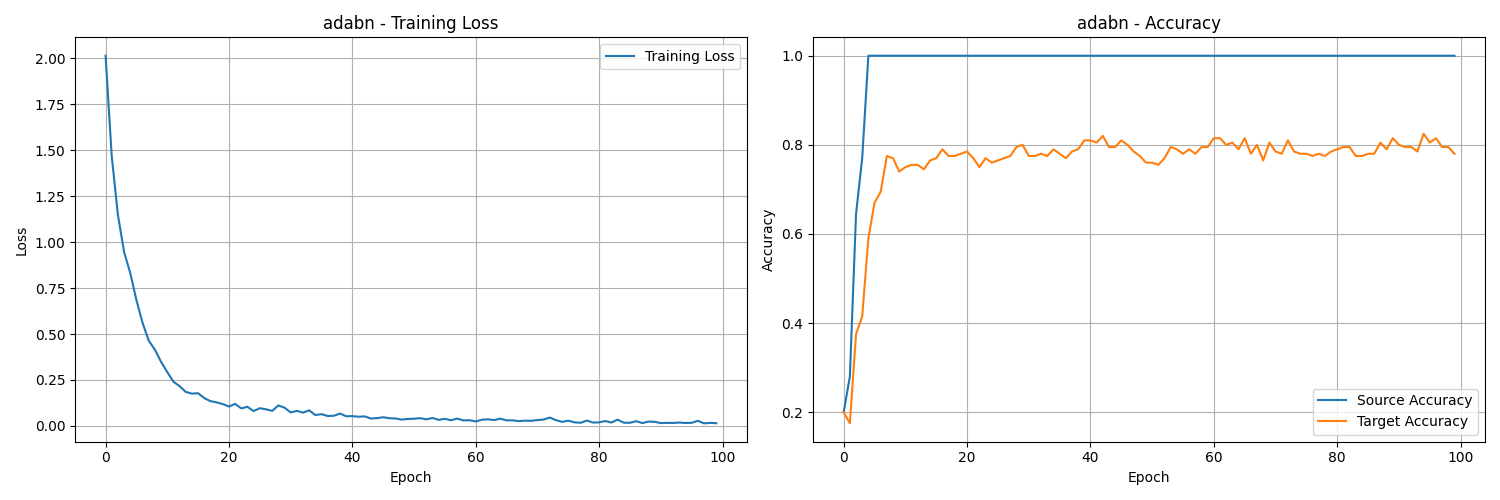 adabn - Training Loss
2.00
1.75
1.50
1.25
1.00
0.75
0.50
0.25
0.00
Loss
0 20 40 60 80 100
Epoch
Training Loss
adabn - Accuracy
1.0
0.8
0.6
0.4
0.2
Accuracy
0 20 40 60 80 100
Epoch
Source Accuracy
Target Accuracy